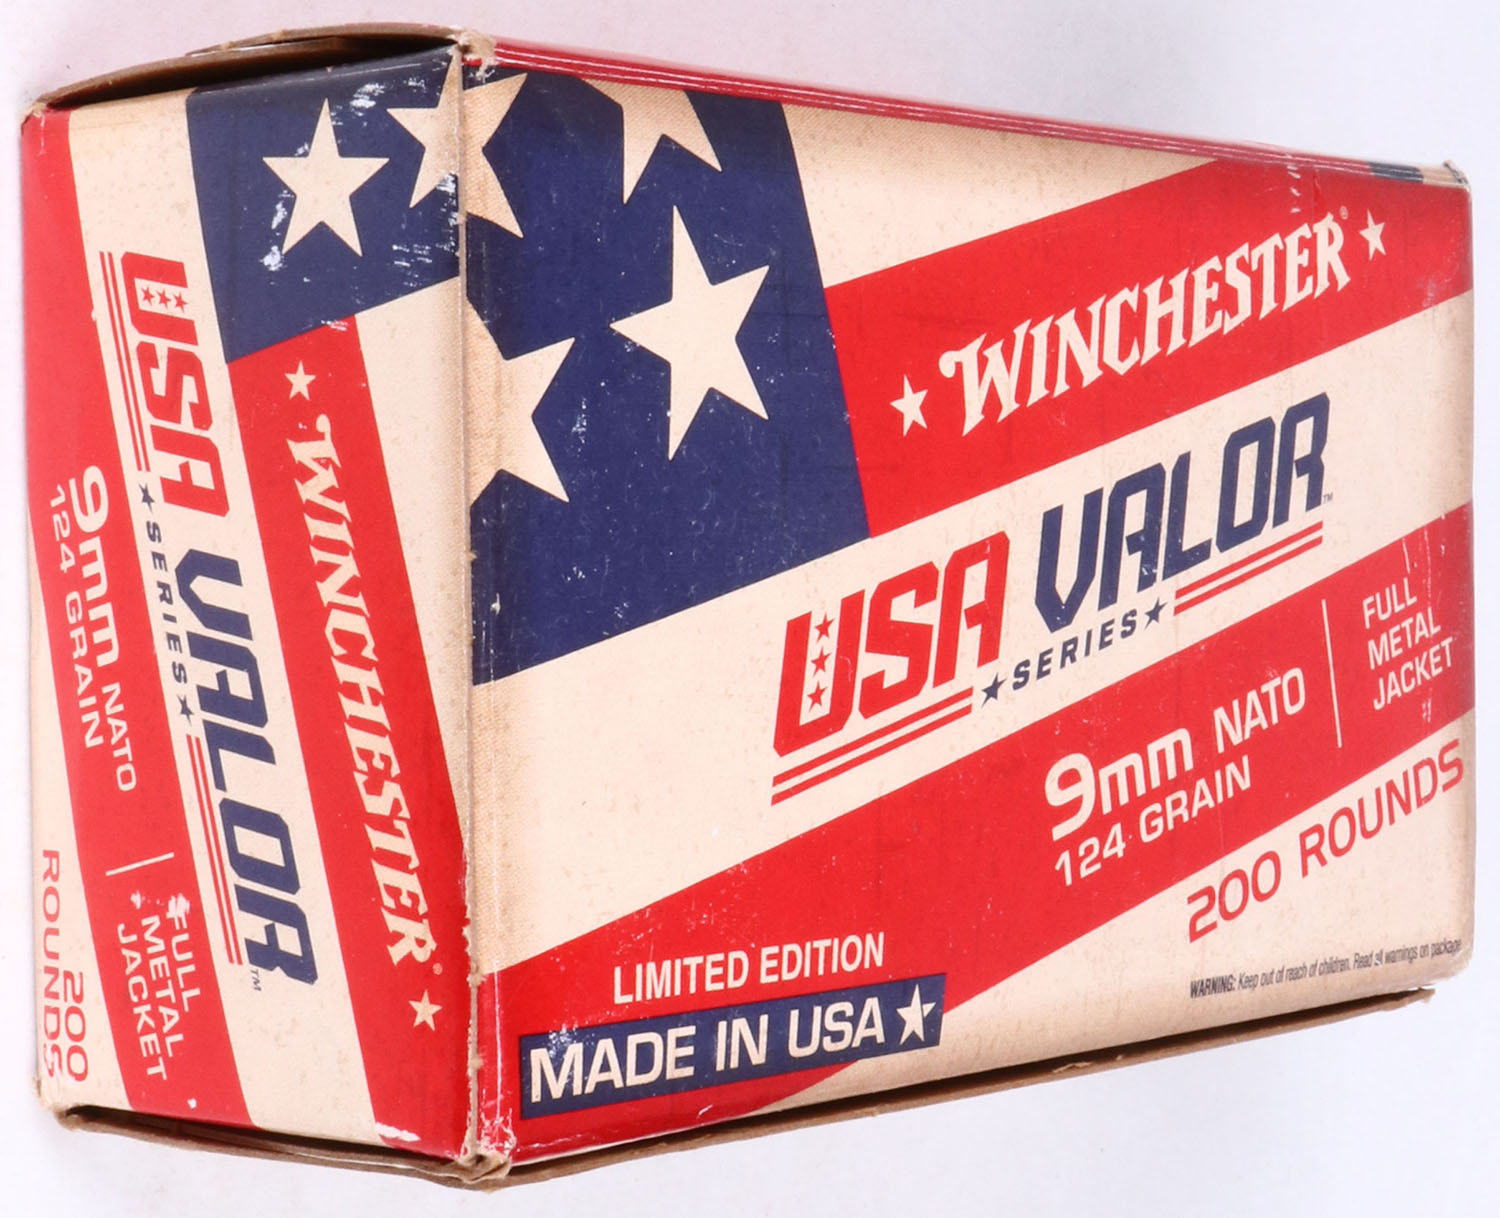 WINCHESTER®
USA VALOR™
SERIES
9mm NATO
124 GRAIN
FULL
METAL
JACKET
200 ROUNDS
LIMITED EDITION
MADE IN USA
WARNING: Keep out of reach of children. Read all warnings on package
WINCHESTER®
USA VALOR™
SERIES
9mm NATO
124 GRAIN
FULL
METAL
JACKET
200
ROUNDS